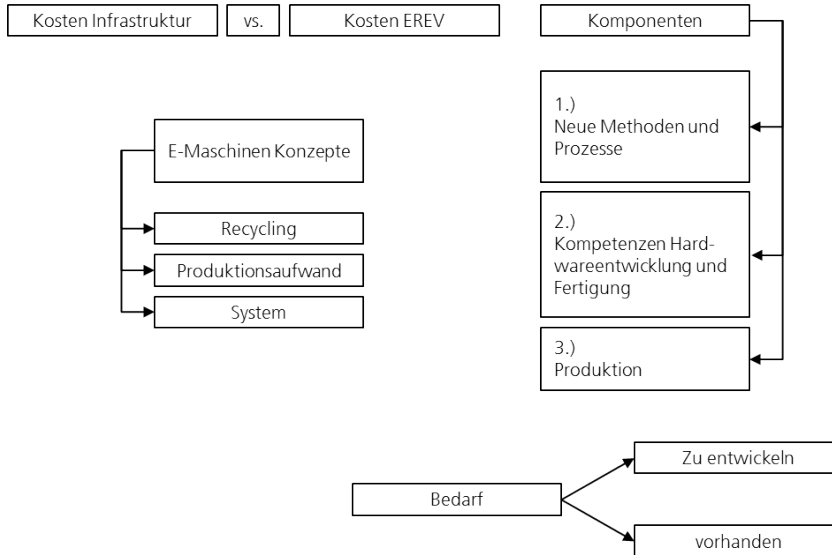 Kosten Infrastruktur
vs.
Kosten EREV
Komponenten
1.)
Neue Methoden und
Prozesse
E-Maschinen Konzepte
2.)
Kompetenzen Hard-
wareentwicklung und
Fertigung
Recycling
Produktionsaufwand
System
3.)
Produktion
Zu entwickeln
Bedarf
vorhanden